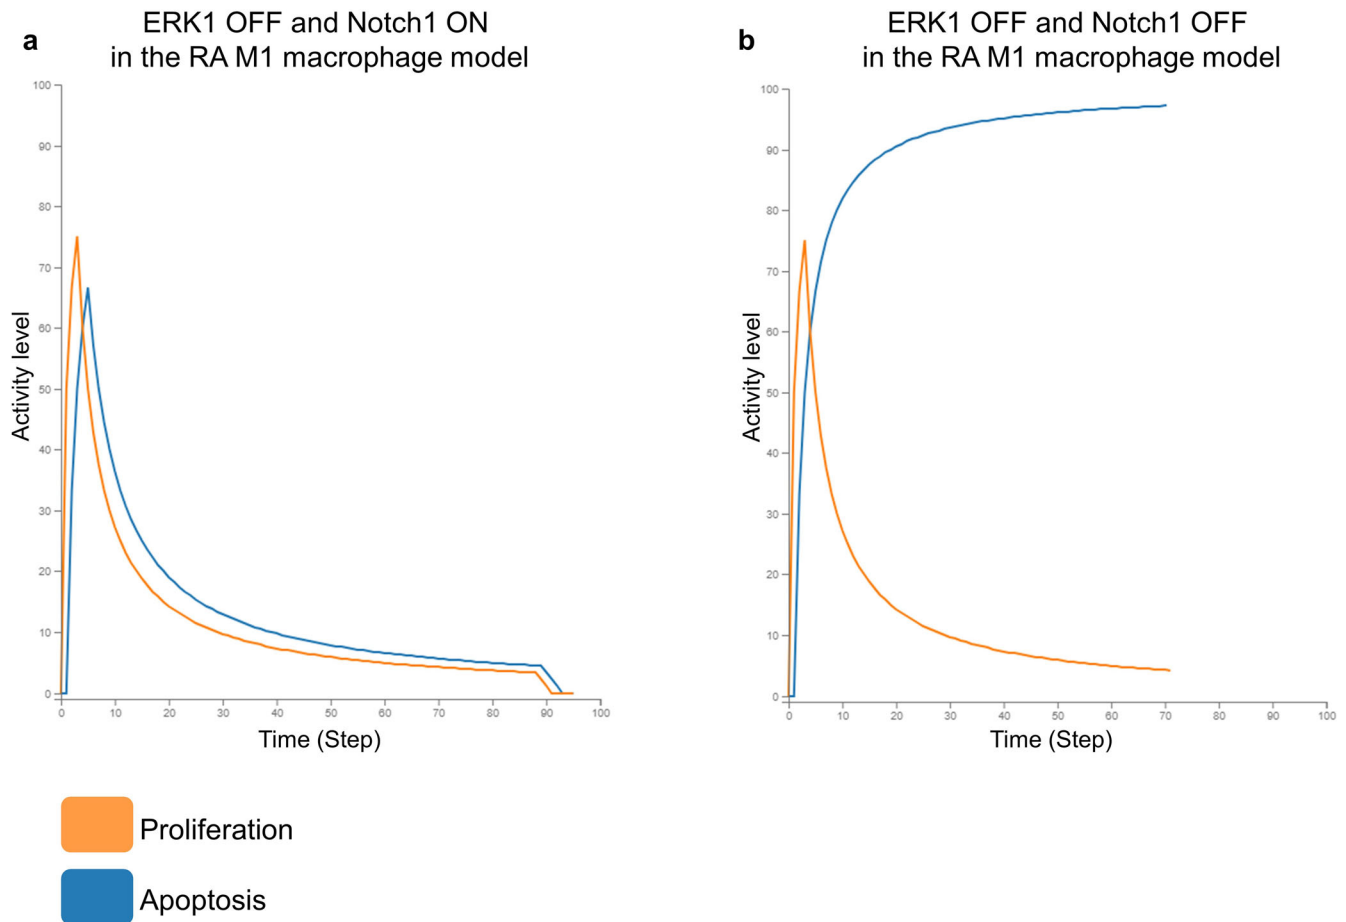 a
ERK1 OFF and Notch1 ON
in the RA M1 macrophage model
100
90
80
70
60
50
40
30
20
10
0
Activity level
0 10 20 30 40 50 60 70 80 90 100
Time (Step)
b
ERK1 OFF and Notch1 OFF
in the RA M1 macrophage model
100
90
80
70
60
50
40
30
20
10
0
Activity level
0 10 20 30 40 50 60 70 80 90 100
Time (Step)
Proliferation
Apoptosis